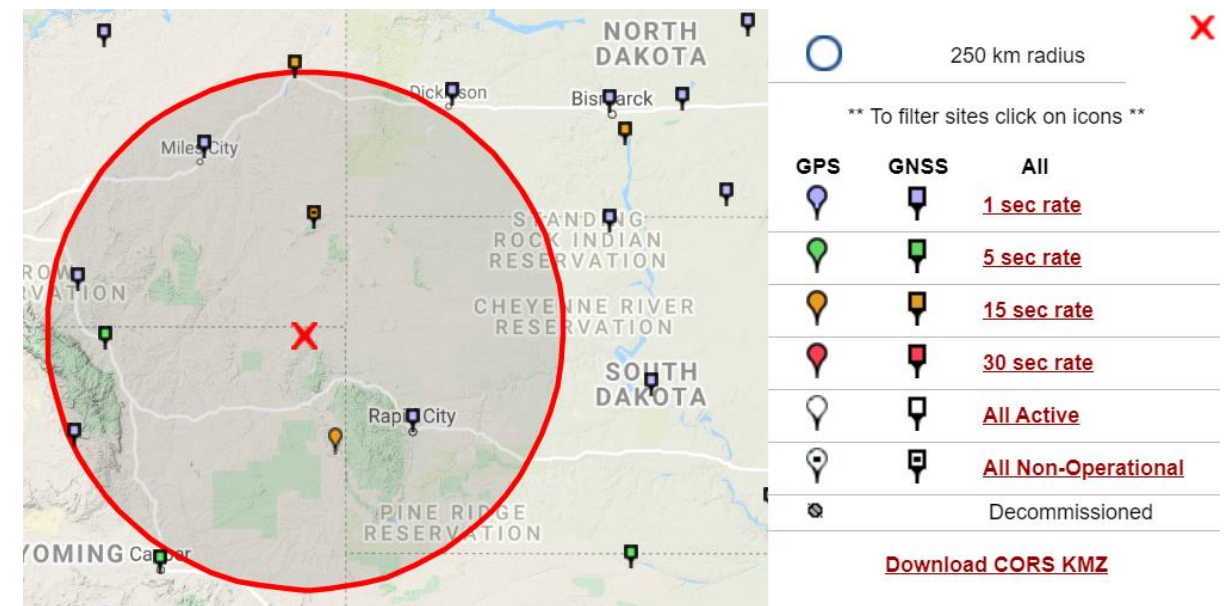 NORTH
DAKOTA
Dickinson
Bismarck
Miles City
STANDING
ROCK INDIAN
RESERVATION
CHEYENNE RIVER
RESERVATION
SOUTH
DAKOTA
Rapid City
PINE RIDGE
RESERVATION
YOMING
Casper
X
250 km radius
** To filter sites click on icons **
GPS GNSS All
1 sec rate
5 sec rate
15 sec rate
30 sec rate
All Active
All Non-Operational
Decommissioned
Download CORS KMZ